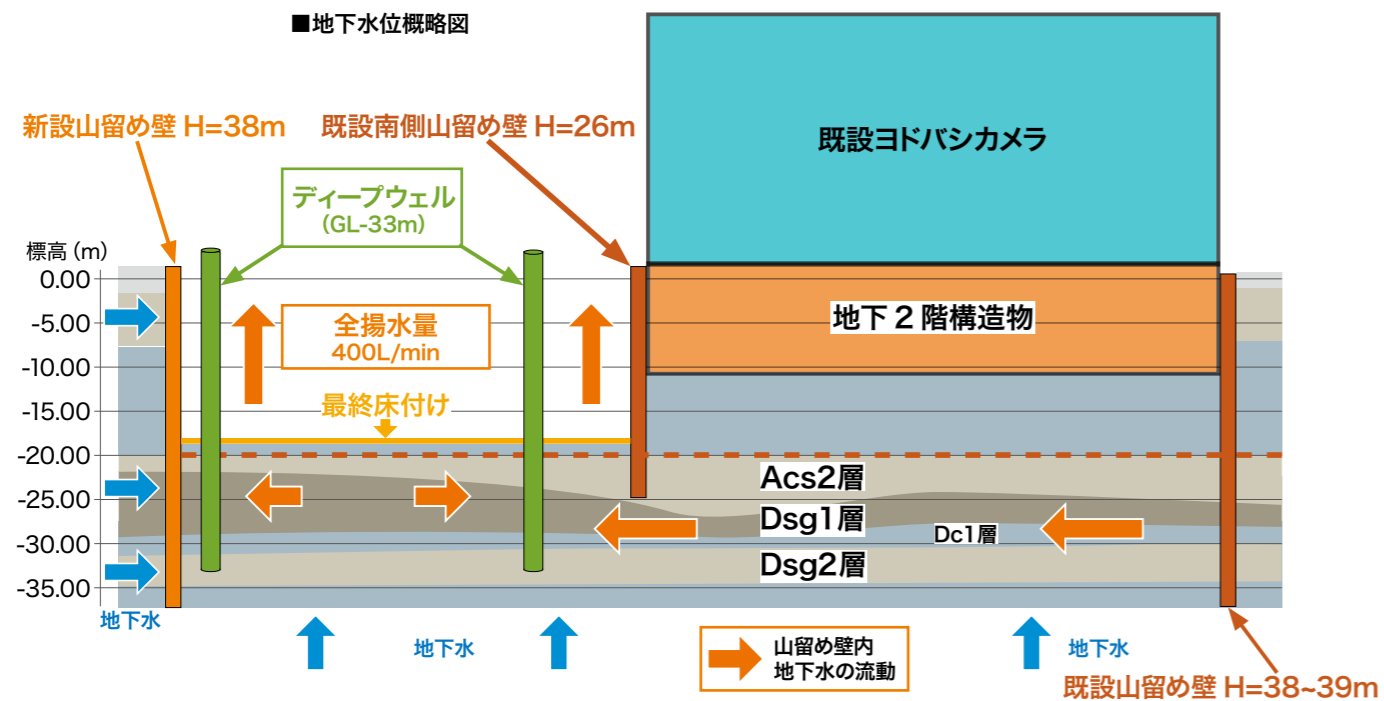 ■地下水位概略図
新設山留め壁 H=38m
既設南側山留め壁 H=26m
既設ヨドバシカメラ
ディープウェル
(GL-33m)
標高（m）
0.00
-5.00
-10.00
-15.00
-20.00
-25.00
-30.00
-35.00
全揚水量
400L/min
地下2階構造物
最終床付け
Acs2層
Dsg1層
Dc1層
Dsg2層
地下水
地下水
地下水
山留め壁内
地下水の流動
既設山留め壁 H=38~39m